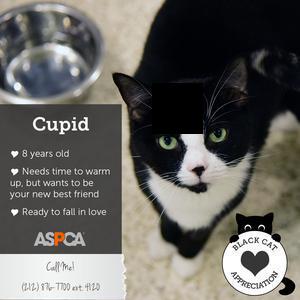 Cupid
8 years old
Needs time to warm
up, but wants to be
your new best friend
Ready to fall in love
ASPCA
Call Me!
(212) 876-7700 ext. 4120
BLACK CAT
APPRECIATION